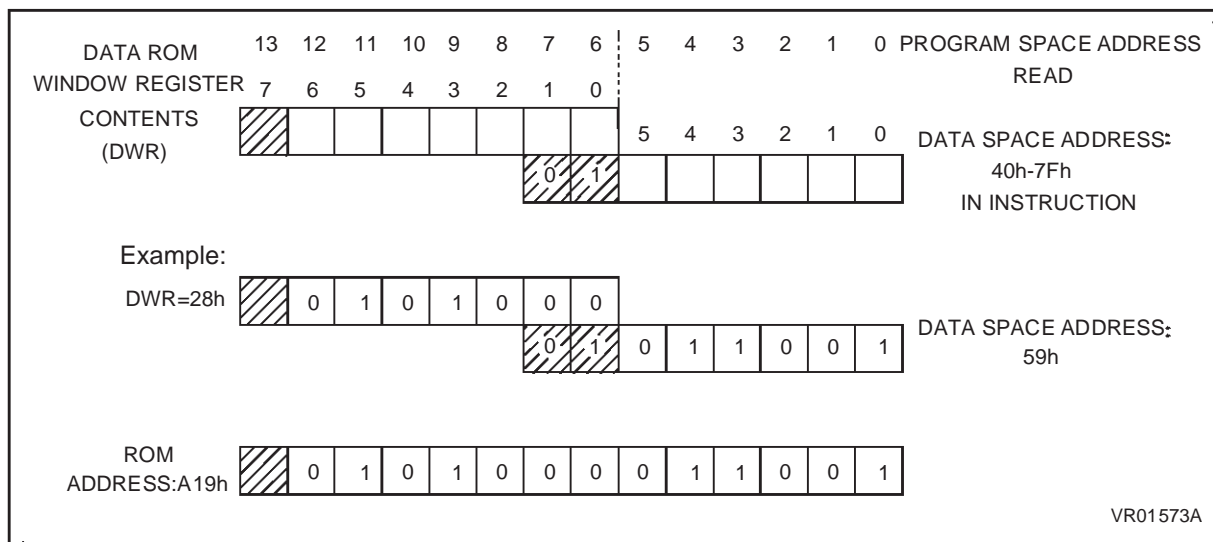 DATA ROM
WINDOW REGISTER
CONTENTS
(DWR)
13 12 11 10 9 8 7 6 5 4 3 2 1 0 PROGRAM SPACE ADDRESS
READ
7 6 5 4 3 2 1 0
5 4 3 2 1 0
DATA SPACE ADDRESS:
40h-7Fh
IN INSTRUCTION
0 1
Example:
DWR=28h
0 1 0 1 0 0 0
0 1 0 1 1 0 0 1
DATA SPACE ADDRESS:
59h
ROM
ADDRESS:A19h
0 1 0 1 0 0 0 0 1 1 0 0 1
VR01573A